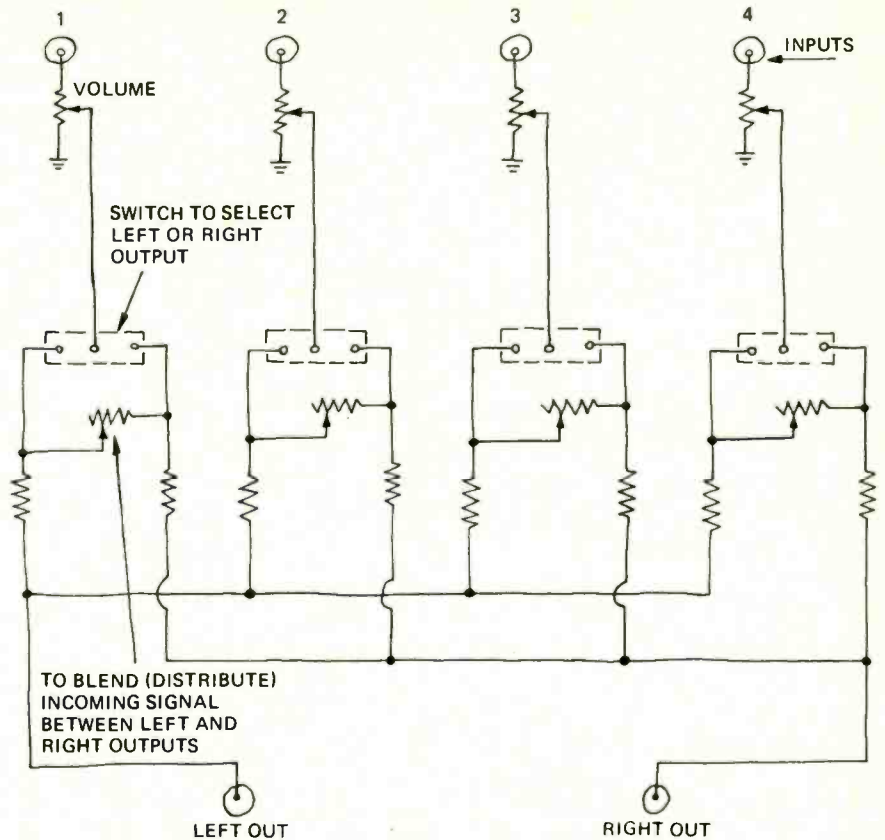 1
2
3
4
INPUTS
VOLUME
SWITCH TO SELECT
LEFT OR RIGHT
OUTPUT
TO BLEND (DISTRIBUTE)
INCOMING SIGNAL
BETWEEN LEFT AND
RIGHT OUTPUTS
LEFT OUT
RIGHT OUT